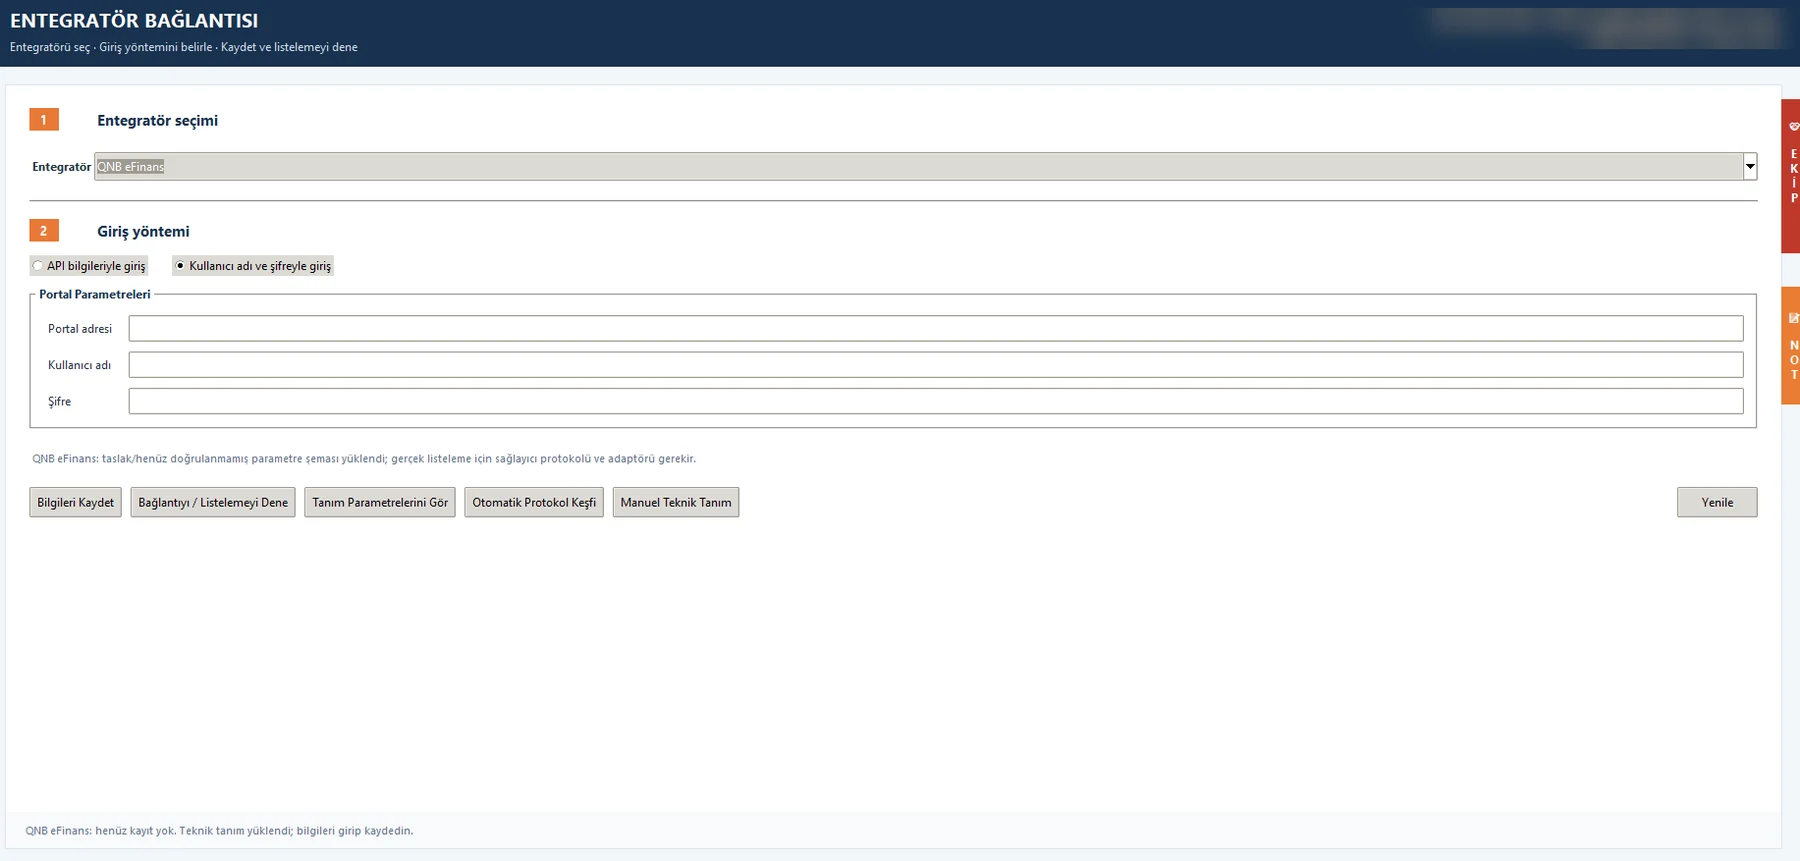 ENTEGRATÖR BAĞLANTISI
Entegratörü seç · Giriş yöntemini belirle · Kaydet ve listelemeyi dene
1 Entegratör seçimi
Entegratör QNB eFinans
2 Giriş yöntemi
API bilgileriyle giriş Kullanıcı adı ve şifreyle giriş
Portal Parametreleri
Portal adresi
Kullanıcı adı
Şifre
QNB eFinans: taslak/henüz doğrulanmamış parametre şeması yüklendi; gerçek listeleme için sağlayıcı protokolü ve adaptörü gerekir.
Bilgileri Kaydet Bağlantıyı / Listelemeyi Dene Tanım Parametrelerini Gör Otomatik Protokol Keşfi Manuel Teknik Tanım Yenile
QNB eFinans: henüz kayıt yok. Teknik tanım yüklendi; bilgileri girip kaydedin.
EKİP
NOT